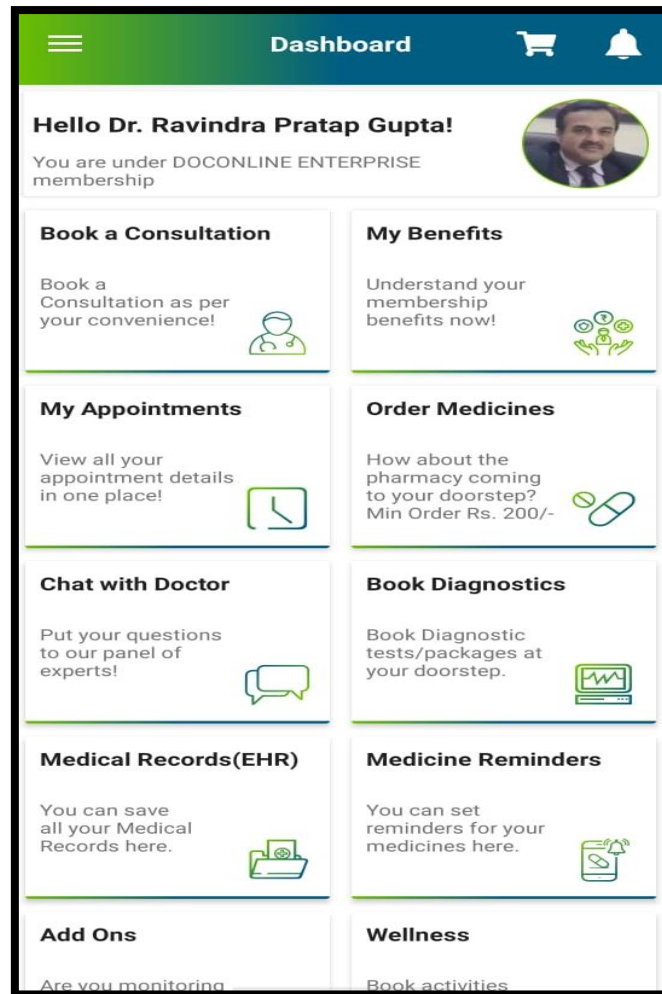 Dashboard
Hello Dr. Ravindra Pratap Gupta!
You are under DOCONLINE ENTERPRISE
membership
Book a Consultation
Book a
Consultation as per
your convenience!
My Benefits
Understand your
membership
benefits now!
My Appointments
View all your
appointment details
in one place!
Order Medicines
How about the
pharmacy coming
to your doorstep?
Min Order Rs. 200/-
Chat with Doctor
Put your questions
to our panel of
experts!
Book Diagnostics
Book Diagnostic
tests/packages at
your doorstep.
Medical Records(EHR)
You can save
all your Medical
Records here.
Medicine Reminders
You can set
reminders for your
medicines here.
Add Ons
Are you monitoring
Wellness
Book activities